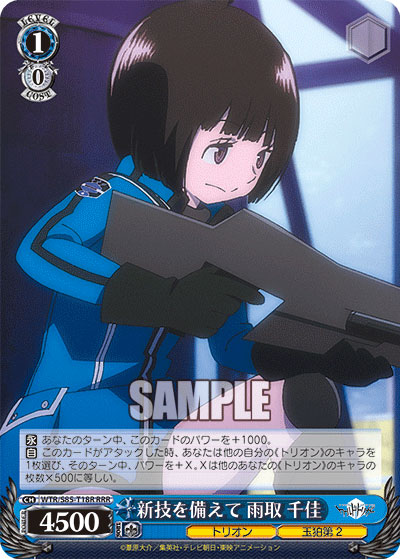 LEVEL
1
0
COST
SAMPLE
永 あなたのターン中、このカードのパワーを+1000。
自 このカードがアタックした時、あなたは他の自分の《トリオン》のキャラを
1枚選び、そのターン中、パワーを+X。Xは他のあなたの《トリオン》のキャラの
枚数×500に等しい。
CH WTR/S85-T18R RRR
POWER
4500
新技を備えて 雨取 千佳
トリオン
玉狛第2
©葦原大介/集英社・テレビ朝日・東映アニメーション